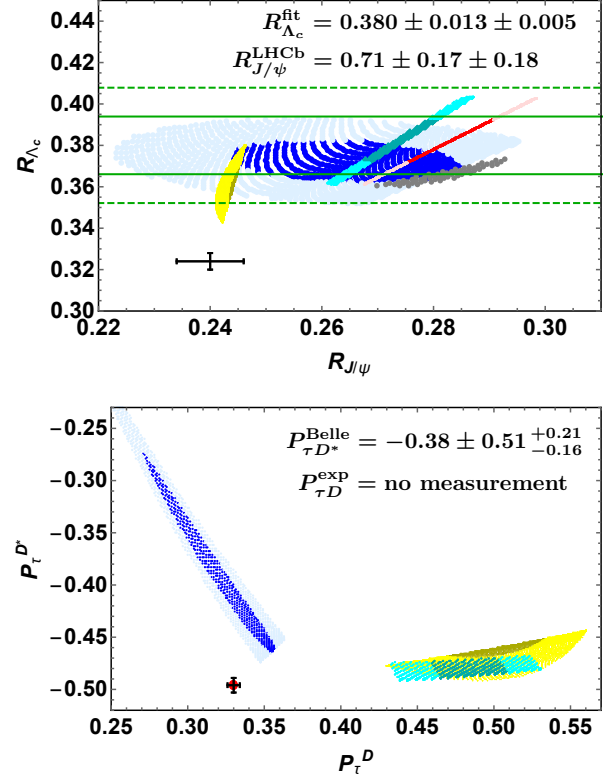 R_{Λ_c}^{fit} = 0.380 ± 0.013 ± 0.005
R_{J/ψ}^{LHCb} = 0.71 ± 0.17 ± 0.18
0.44
0.42
0.40
0.38
0.36
0.34
0.32
0.30
R_{Λ_c}
0.22 0.24 0.26 0.28 0.30
R_{J/ψ}
P_{τD*}^{Belle} = −0.38 ± 0.51 ^{+0.21}_{−0.16}
P_{τD}^{exp} = no measurement
−0.25
−0.30
−0.35
−0.40
−0.45
−0.50
P_τ^{D*}
0.25 0.30 0.35 0.40 0.45 0.50 0.55
P_τ^D